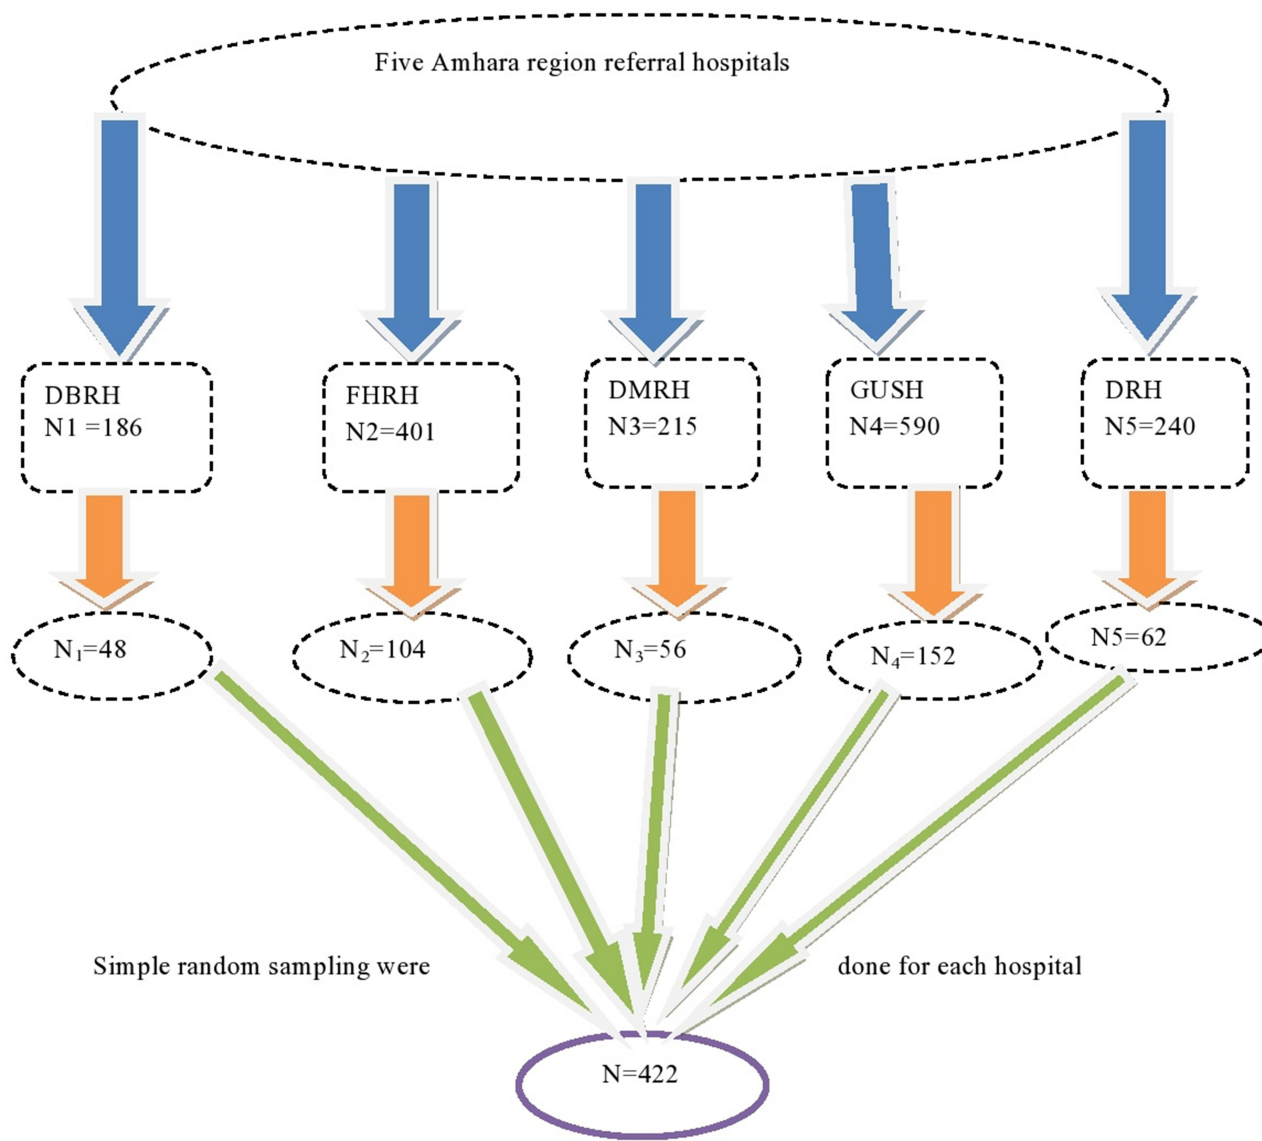 Five Amhara region referral hospitals
DBRH
N1 =186
FHRH
N2=401
DMRH
N3=215
GUSH
N4=590
DRH
N5=240
N₁=48
N₂=104
N₃=56
N₄=152
N5=62
Simple random sampling were
done for each hospital
N=422